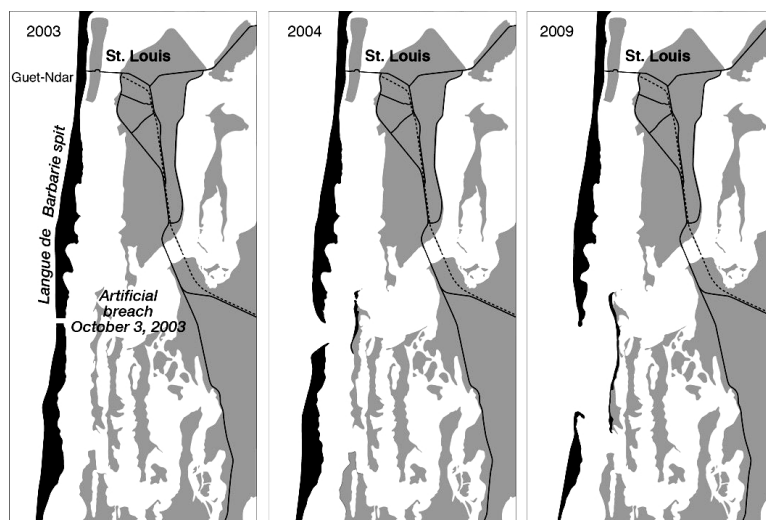 2003
St. Louis
Guet-Ndar
Langue de Barbarie spit
Artificial
breach
October 3, 2003
2004
St. Louis
2009
St. Louis